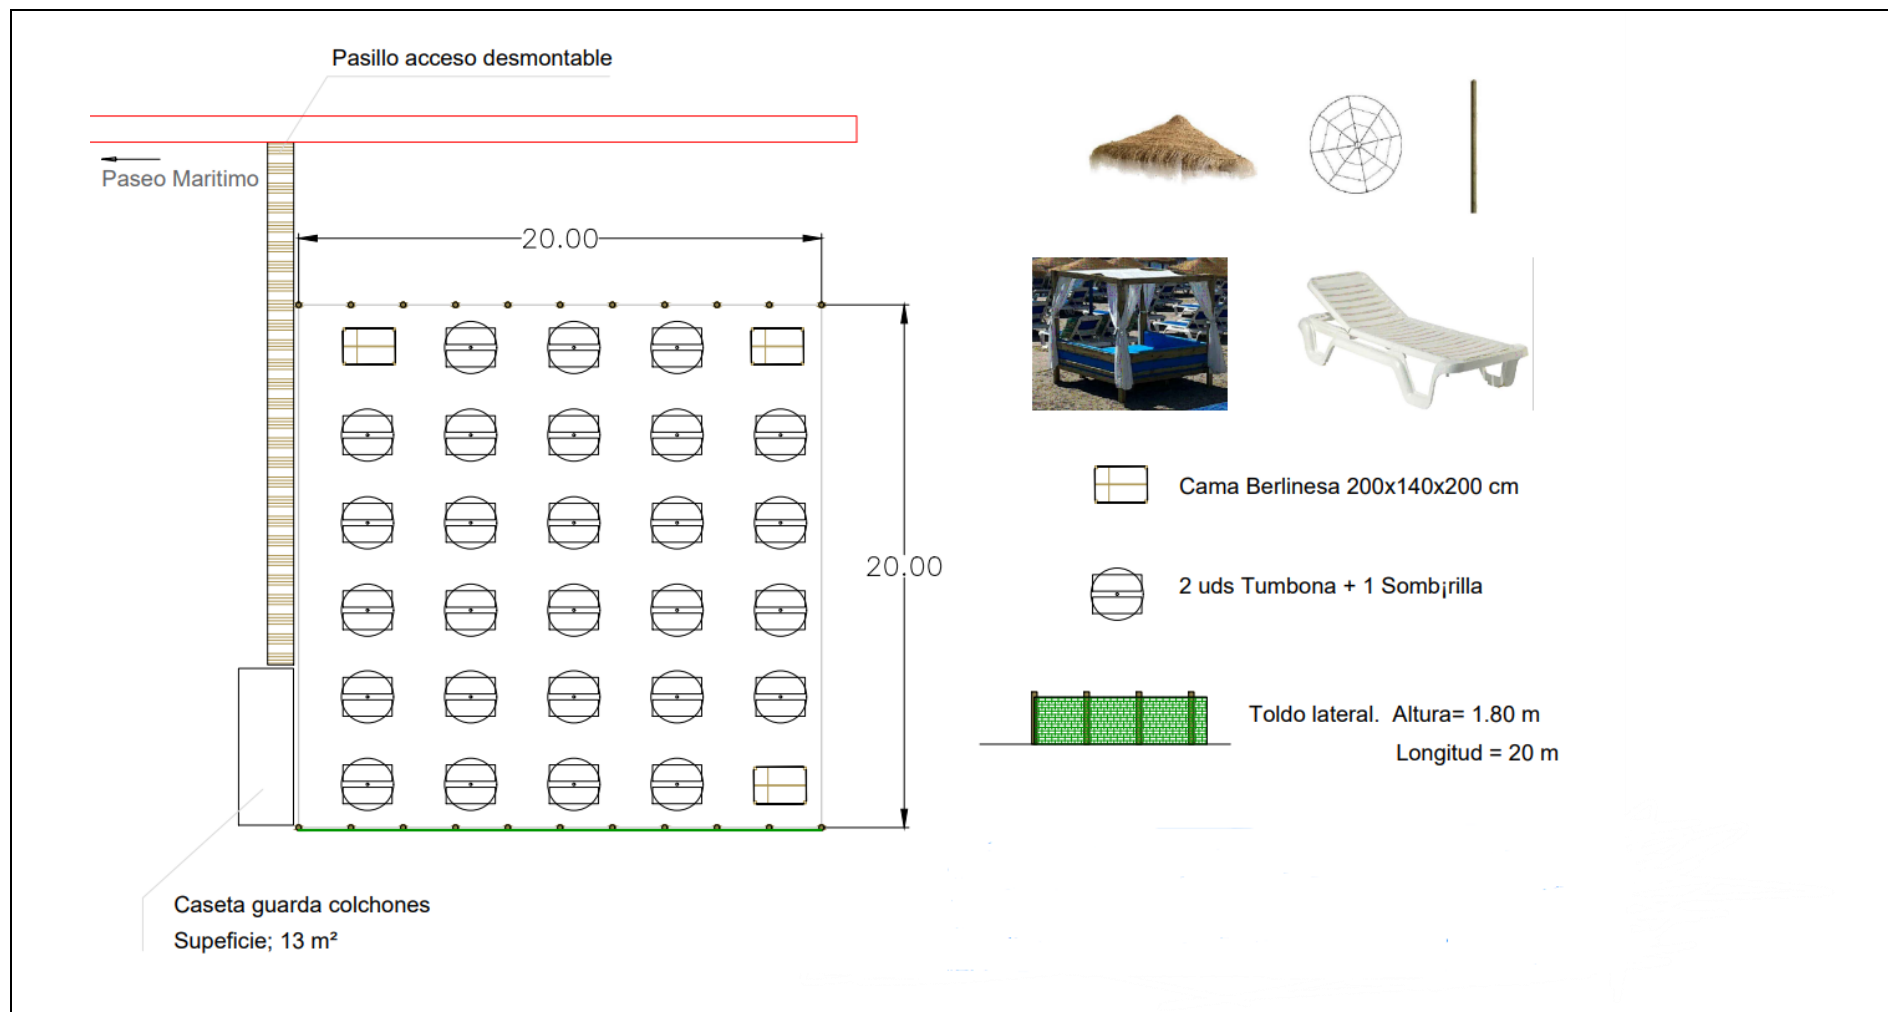 Pasillo acceso desmontable
Paseo Maritimo
20.00
20.00
Cama Berlinesa 200x140x200 cm
2 uds Tumbona + 1 Somb¡rilla
Toldo lateral.  Altura= 1.80 m
Longitud = 20 m
Caseta guarda colchones
Supeficie; 13 m²